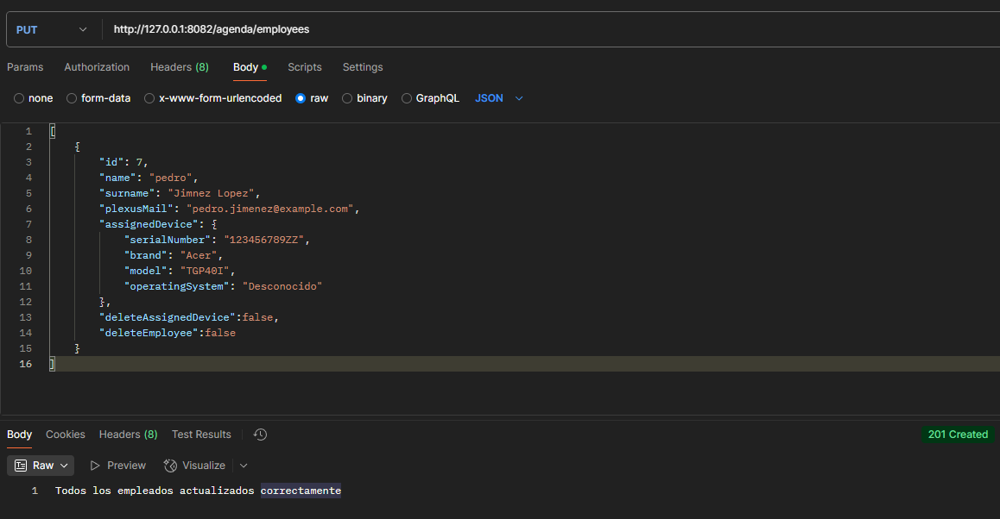 PUT http://127.0.0.1:8082/agenda/employees
Params Authorization Headers (8) Body Scripts Settings
none form-data x-www-form-urlencoded raw binary GraphQL JSON
1 [
2 {
3 "id": 7,
4 "name": "pedro",
5 "surname": "Jimnez Lopez",
6 "plexusMail": "pedro.jimenez@example.com",
7 "assignedDevice": {
8 "serialNumber": "123456789ZZ",
9 "brand": "Acer",
10 "model": "TGP40I",
11 "operatingSystem": "Desconocido"
12 },
13 "deleteAssignedDevice":false,
14 "deleteEmployee":false
15 }
16 ]
Body Cookies Headers (8) Test Results 201 Created
Raw Preview Visualize
1 Todos los empleados actualizados correctamente